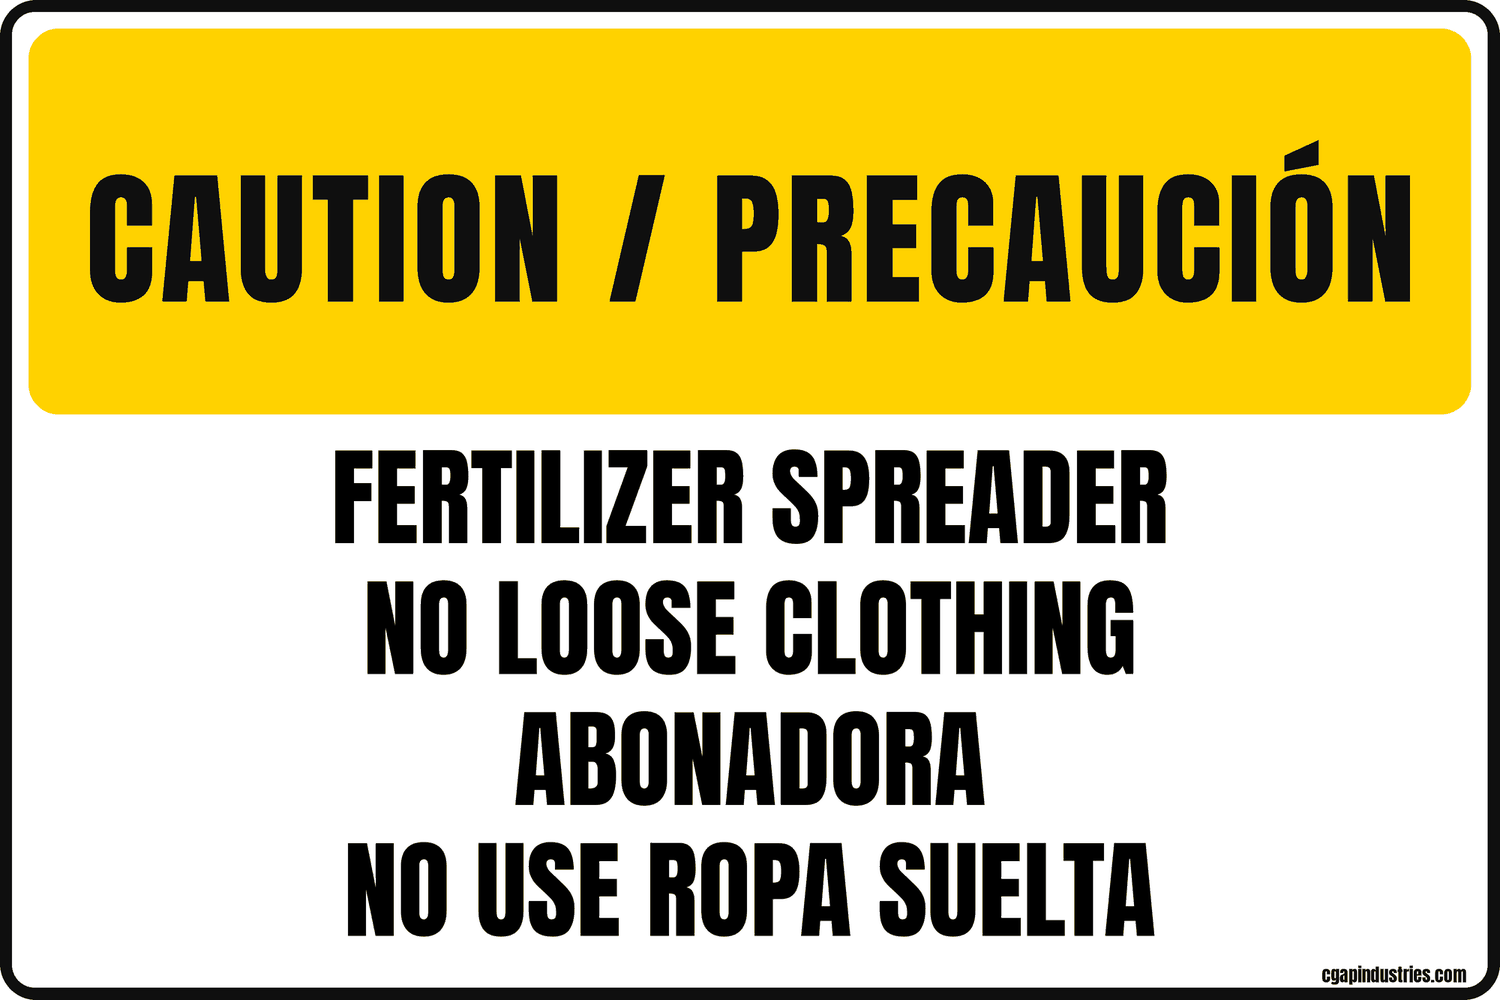 CAUTION / PRECAUCIÓN
FERTILIZER SPREADER
NO LOOSE CLOTHING
ABONADORA
NO USE ROPA SUELTA
cgapindustries.com